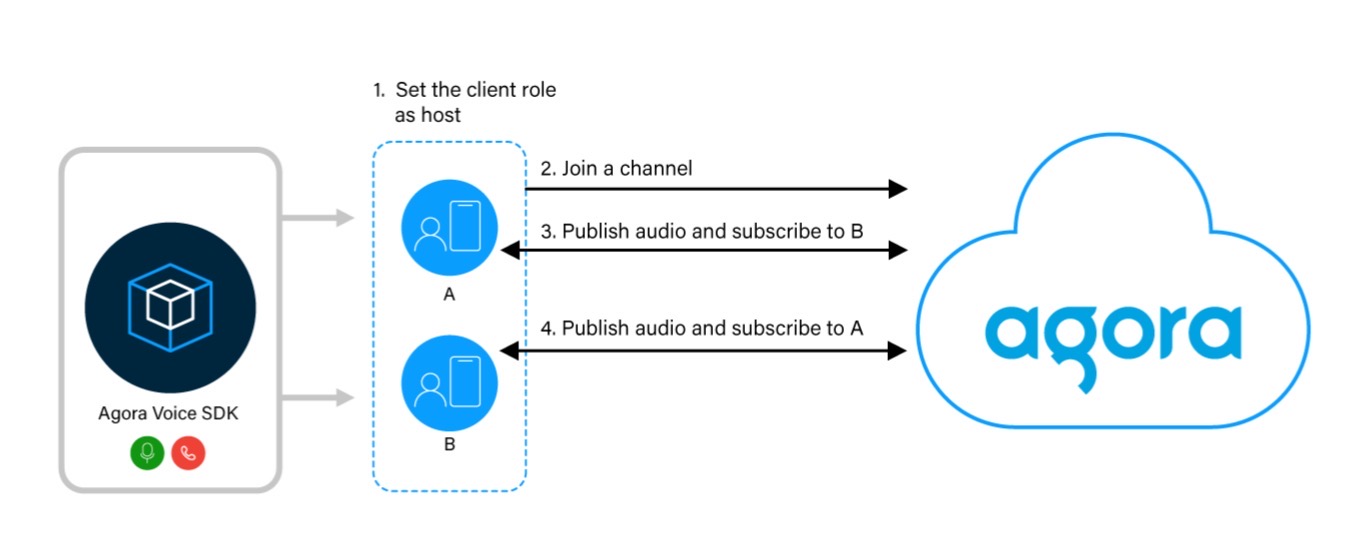 1. Set the client role
as host
2. Join a channel
3. Publish audio and subscribe to B
A
4. Publish audio and subscribe to A
B
Agora Voice SDK
agora